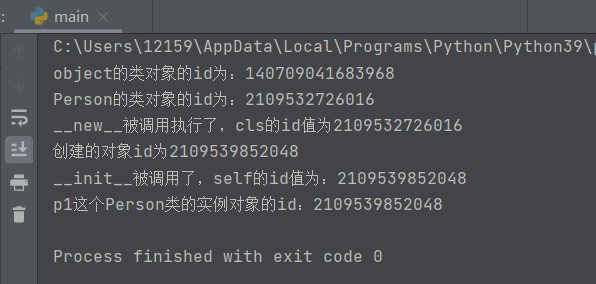 :
main
C:\Users\12159\AppData\Local\Programs\Python\Python39\
object的类对象的id为：140709041683968
Person的类对象的id为：2109532726016
__new__被调用执行了，cls的id值为2109532726016
创建的对象id为2109539852048
__init__被调用了，self的id值为：2109539852048
p1这个Person类的实例对象的id：2109539852048
Process finished with exit code 0